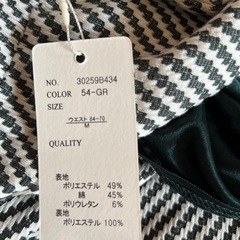 NO. 30259B434
COLOR 54-GR
SIZE
ウエスト 64-70
M
QUALITY
表地
ポリエステル 49%
綿 45%
ポリウレタン 6%
裏地
ポリエステル 100%